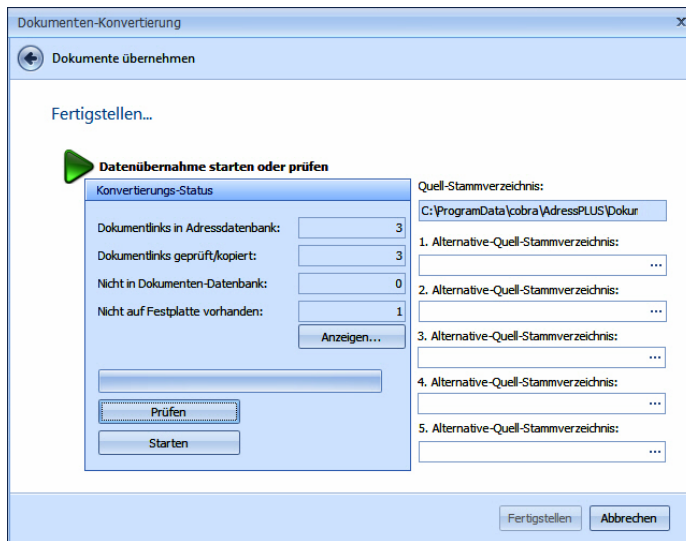 Dokumenten-Konvertierung
x
Dokumente übernehmen
Fertigstellen...
Datenübernahme starten oder prüfen
Konvertierungs-Status
Dokumentlinks in Adressdatenbank: 3
Dokumentlinks geprüft/kopiert: 3
Nicht in Dokumenten-Datenbank: 0
Nicht auf Festplatte vorhanden: 1
Anzeigen...
Prüfen
Starten
Quell-Stammverzeichnis:
C:\ProgramData\cobra\AdressPLUS\Dokur
1. Alternative-Quell-Stammverzeichnis:
...
2. Alternative-Quell-Stammverzeichnis:
...
3. Alternative-Quell-Stammverzeichnis:
...
4. Alternative-Quell-Stammverzeichnis:
...
5. Alternative-Quell-Stammverzeichnis:
...
Fertigstellen Abbrechen